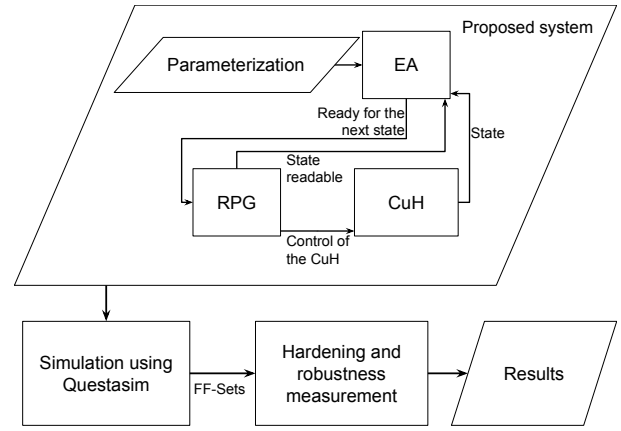 Proposed system
Parameterization
EA
Ready for the
next state
State
State
readable
RPG
CuH
Control of
the CuH
Simulation using
Questasim
FF-Sets
Hardening and
robustness
measurement
Results